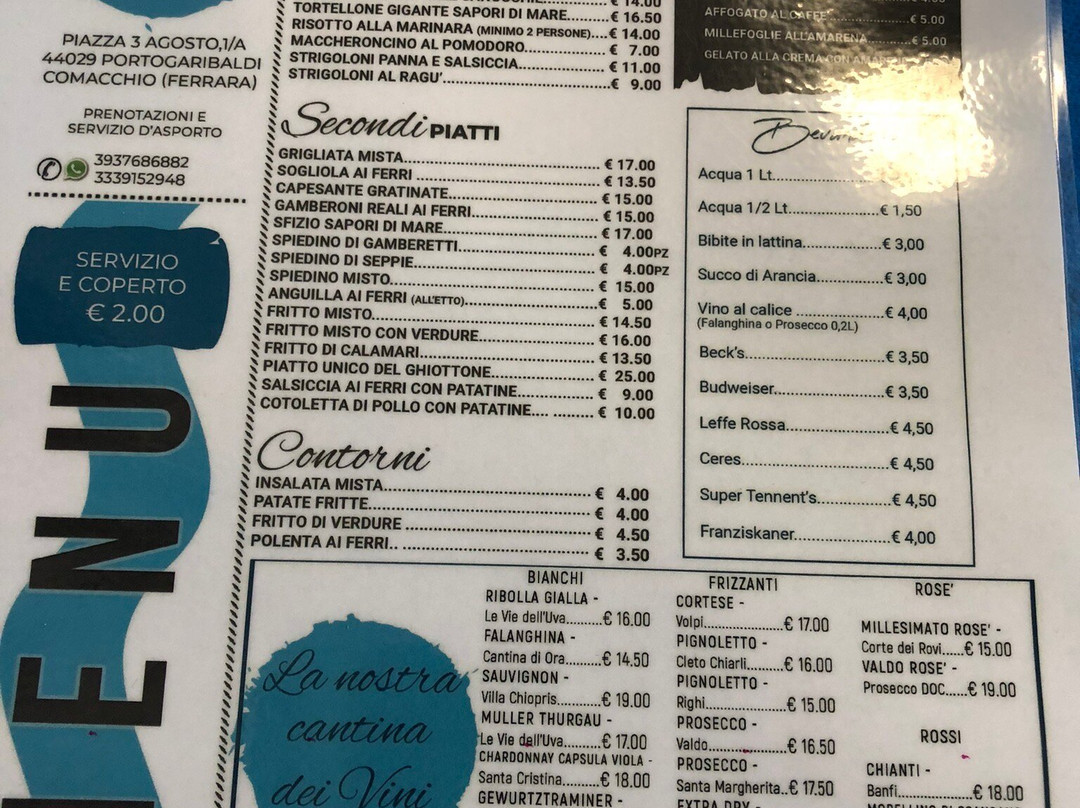 PIAZZA 3 AGOSTO,1/A
44029 PORTOGARIBALDI
COMACCHIO (FERRARA)
PRENOTAZIONI E
SERVIZIO D'ASPORTO
3937686882
3339152948
SERVIZIO
E COPERTO
€ 2.00
MENU
€ 14.00
TORTELLONE GIGANTE SAPORI DI MARE........ € 16.50
RISOTTO ALLA MARINARA (MINIMO 2 PERSONE)....€ 14.00
MACCHERONCINO AL POMODORO............ € 7.00
STRIGOLONI PANNA E SALSICCIA............ € 11.00
STRIGOLONI AL RAGU'............€ 9.00
Secondi PIATTI
GRIGLIATA MISTA............ € 17.00
SOGLIOLA AI FERRI ............ € 13.50
CAPESANTE GRATINATE............ € 15.00
GAMBERONI REALI AI FERRI............ € 15.00
SFIZIO SAPORI DI MARE............ € 17.00
SPIEDINO DI GAMBERETTI............ € 4.00PZ
SPIEDINO DI SEPPIE............ € 4.00PZ
SPIEDINO MISTO............ € 15.00
ANGUILLA AI FERRI (ALL'ETTO)............ € 5.00
FRITTO MISTO............ € 14.50
FRITTO MISTO CON VERDURE............ € 16.00
FRITTO DI CALAMARI............ € 13.50
PIATTO UNICO DEL GHIOTTONE............ € 25.00
SALSICCIA AI FERRI CON PATATINE............ € 9.00
COTOLETTA DI POLLO CON PATATINE.... ........ € 10.00
Contorni
INSALATA MISTA............ € 4.00
PATATE FRITTE............ € 4.00
FRITTO DI VERDURE ............ € 4.50
POLENTA AI FERRI.. ............ € 3.50
AFFOGATO AL CAFFE'............€ 5.00
MILLEFOGLIE ALL'AMARENA............€ 5.00
GELATO ALLA CREMA CON
Acqua 1 Lt............
Acqua 1/2 Lt............€ 1,50
Bibite in lattina............€ 3,00
Succo di Arancia............€ 3,00
Vino al calice ............€ 4,00
(Falanghina o Prosecco 0,2L)
Beck's............€ 3,50
Budweiser............€ 3,50
Leffe Rossa............€ 4,50
Ceres............€ 4,50
Super Tennent's............€ 4,50
Franziskaner............€ 4,00
La nostra
cantina
dei Vini
BIANCHI
RIBOLLA GIALLA -
Le Vie dell'Uva........€ 16.00
FALANGHINA -
Cantina di Ora........€ 14.50
SAUVIGNON -
Villa Chiopris........€ 19.00
MULLER THURGAU -
Le Vie dell'Uva........€ 17.00
CHARDONNAY CAPSULA VIOLA -
Santa Cristina........€ 18.00
GEWURTZTRAMINER -
FRIZZANTI
CORTESE -
Volpi............€ 17.00
PIGNOLETTO -
Cleto Chiarli........€ 16.00
PIGNOLETTO -
Righi............€ 15.00
PROSECCO -
Valdo............€ 16.50
PROSECCO -
Santa Margherita..€ 17.50
EXTRA DRY -
ROSE'
MILLESIMATO ROSE' -
Corte dei Rovi.....€ 15.00
VALDO ROSE' -
Prosecco DOC.....€ 19.00
ROSSI
CHIANTI -
Banfi............€ 18.00